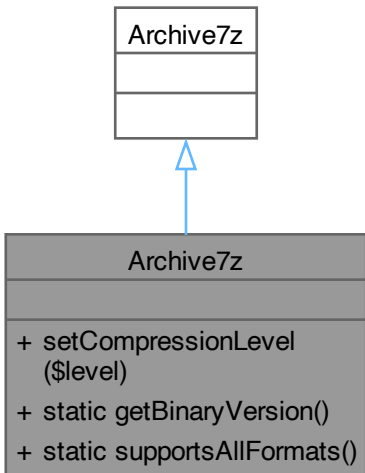 Archive7z
Archive7z
+ setCompressionLevel
($level)
+ static getBinaryVersion()
+ static supportsAllFormats()